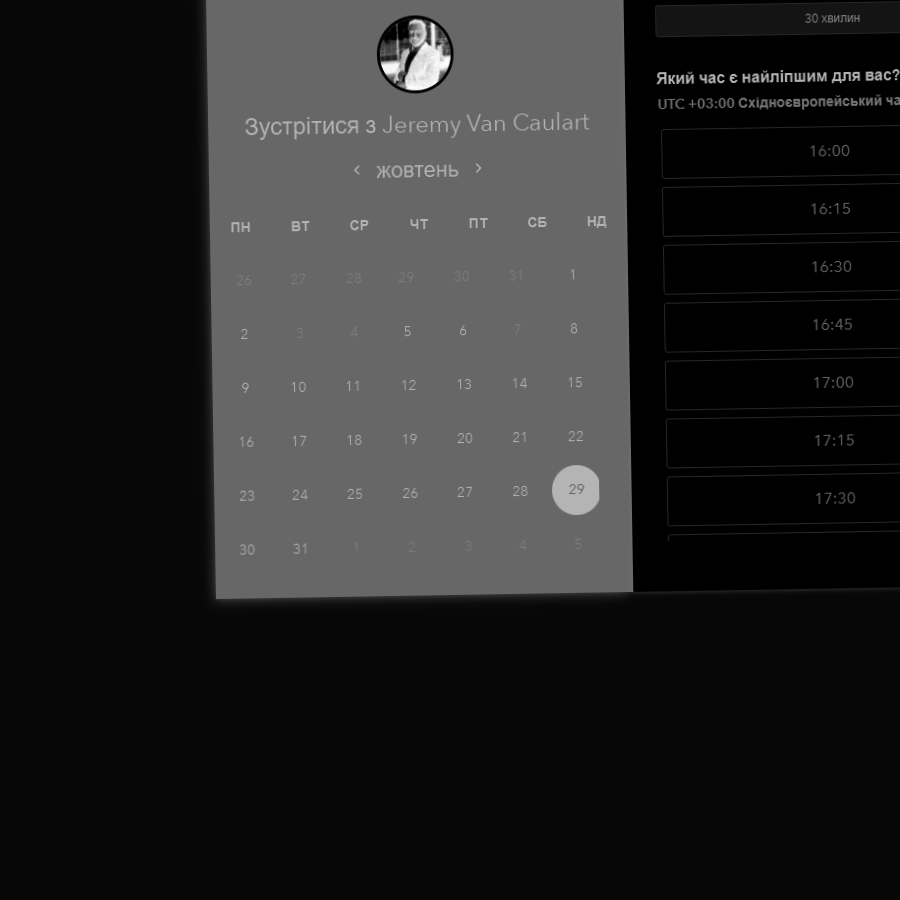 Зустрітися з Jeremy Van Caulart
‹ жовтень ›
ПН ВТ СР ЧТ ПТ СБ НД
26 27 28 29 30 31 1
2 3 4 5 6 7 8
9 10 11 12 13 14 15
16 17 18 19 20 21 22
23 24 25 26 27 28 29
30 31 1 2 3 4 5
30 хвилин
Який час є найліпшим для вас?
UTC +03:00 Східноєвропейський
16:00
16:15
16:30
16:45
17:00
17:15
17:30